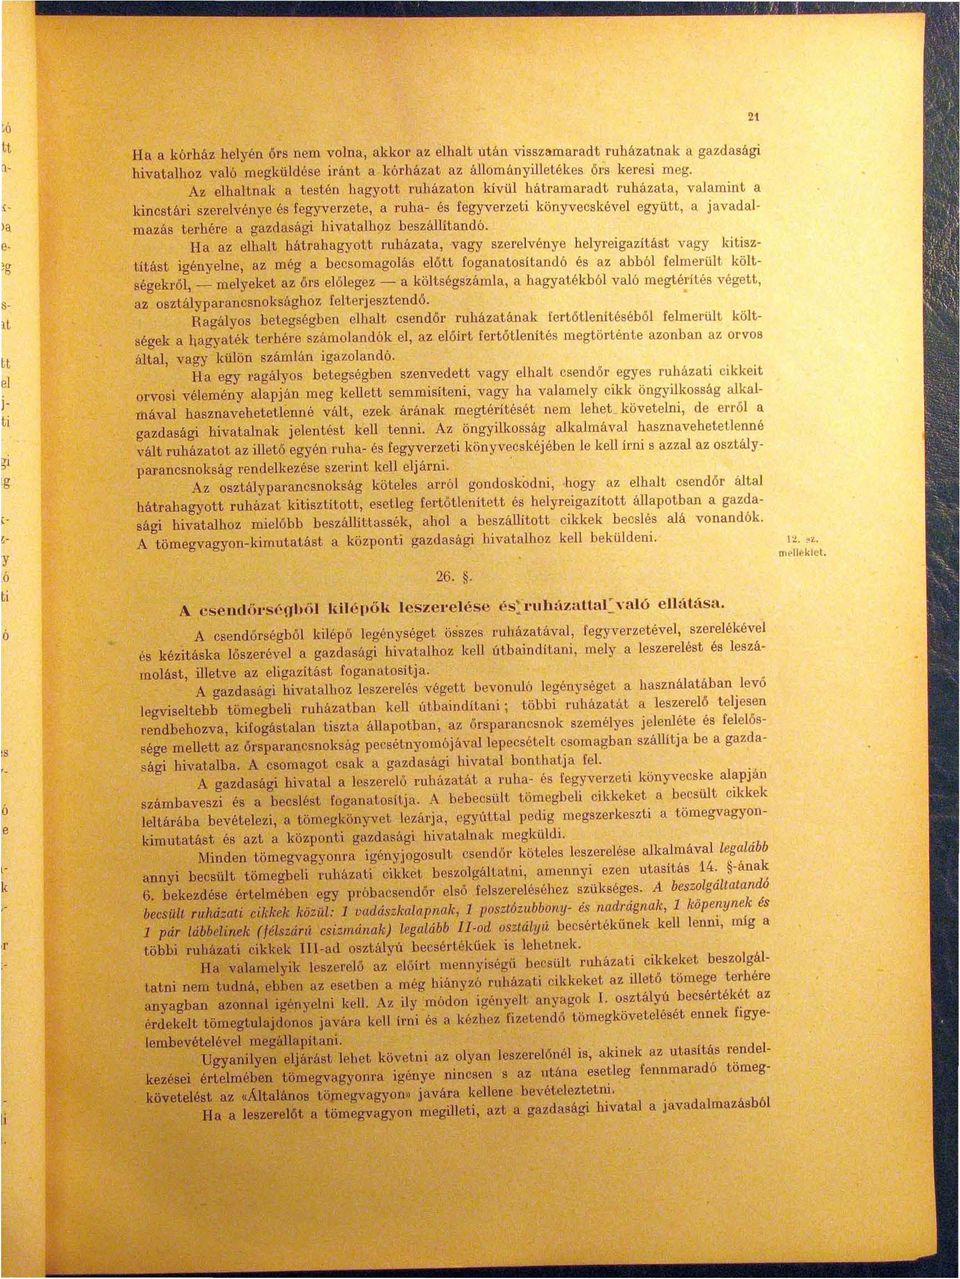 21
Ha a kórház helyén őrs nem volna, akkor az elhalt után visszamaradt ruházatnak a gazdasági
hivatalhoz való megküldése iránt a kórházat az állományilletékes őrs keresi meg.
Az elhaltnak a testén hagyott ruházaton kívül hátramaradt ruházata, valamint a
kincstári szerelvénye és fegyverzete, a ruha- és fegyverzeti könyvecskével együtt, a javadal-
mazás terhére a gazdasági hivatalhoz beszállítandó.
Ha az elhalt hátrahagyott ruházata, vagy szerelvénye helyreigazítást vagy kitisz-
títást igényelne, az még a becsomagolás előtt foganatosítandó és az abból felmerült költ-
ségekről, — melyeket az őrs előlegez — a költségszámla, a hagyatékból való megtérítés végett,
az osztályparancsnoksághoz felterjesztendő.
Ragályos betegségben elhalt csendőr ruházatának fertőtlenítéséből felmerült költ-
ségek a hagyaték terhére számolandók el, az előírt fertőtlenítés megtörténte azonban az orvos
által, vagy külön számlán igazolandó.
Ha egy ragályos betegségben szenvedett vagy elhalt csendőr egyes ruházati cikkeit
orvosi vélemény alapján meg kellett semmisíteni, vagy ha valamely cikk öngyilkosság alkal-
mával hasznavehetetlenné vált, ezek árának megtérítését nem lehet követelni, de erről a
gazdasági hivatalnak jelentést kell tenni. Az öngyilkosság alkalmával hasznavehetetlenné
vált ruházatot az illető egyén ruha- és fegyverzeti könyvecskéjében le kell írni s azzal az osztály-
parancsnokság rendelkezése szerint kell eljárni.
Az osztályparancsnokság köteles arról gondoskodni, hogy az elhalt csendőr által
hátrahagyott ruházat kitisztított, esetleg fertőtlenített és helyreigazított állapotban a gazda-
sági hivatalhoz mielőbb beszállíttassék, ahol a beszállított cikkek becslés alá vonandók.
A tömegvagyon-kimutatást a központi gazdasági hivatalhoz kell beküldeni.
12. sz.
melléklet.
26. §.
A csendőrségből kilépők leszerelése és ruházattal való ellátása.
A csendőrségből kilépő legénységet összes ruházatával, fegyverzetével, szerelékével
és kézitáska lőszerével a gazdasági hivatalhoz kell útbaindítani, mely a leszerelést és leszá-
molást, illetve az eligazítást foganatosítja.
A gazdasági hivatalhoz leszerelés végett bevonuló legénységet a használatában levő
legviseltebb tömegbeli ruházatban kell útbaindítani; többi ruházatát a leszerelő teljesen
rendbehozva, kifogástalan tiszta állapotban, az őrsparancsnok személyes jelenléte és felelős-
sége mellett az őrsparancsnokság pecsétnyomójával lepecsételt csomagban szállítja be a gazda-
sági hivatalba. A csomagot csak a gazdasági hivatal bonthatja fel.
A gazdasági hivatal a leszerelő ruházatát a ruha- és fegyverzeti könyvecske alapján
számbaveszi és a becslést foganatosítja. A bebecsült tömegbeli cikkeket a becsült cikkek
leltárába bevételezi, a tömegkönyvet lezárja, egyúttal pedig megszerkeszti a tömegvagyon-
kimutatást és azt a központi gazdasági hivatalnak megküldi.
Minden tömegvagyonra igényjogosult csendőr köteles leszerelése alkalmával legalább
annyi becsült tömegbeli ruházati cikket beszolgáltatni, amennyi ezen utasítás 14. §-ának
6. bekezdése értelmében egy próbacsendőr első felszereléséhez szükséges. A beszolgáltatandó
becsült ruházati cikkek közül: 1 vadászkalapnak, 1 posztózubbony- és nadrágnak, 1 köpenynek és
1 pár lábbelinek (félszárú csizmának) legalább II-od osztályú becsértékűnek kell lenni, míg a
többi ruházati cikkek III-ad osztályú becsértékűek is lehetnek.
Ha valamelyik leszerelő az előírt mennyiségű becsült ruházati cikkeket beszolgál-
tatni nem tudná, ebben az esetben a még hiányzó ruházati cikkeket az illető tömege terhére
anyagban azonnal igényelni kell. Az ily módon igényelt anyagok I. osztályú becsértékét az
érdekelt tömegtulajdonos javára kell írni és a kézhez fizetendő tömegkövetelését ennek figye-
lembevételével megállapítani.
Ugyanilyen eljárást lehet követni az olyan leszerelőnél is, akinek az utasítás rendel-
kezései értelmében tömegvagyonra igénye nincsen s az utána esetleg fennmaradó tömeg-
követelést az «Általános tömegvagyon» javára kellene bevételeztetni.
Ha a leszerelőt a tömegvagyon megilleti, azt a gazdasági hivatal a javadalmazásból